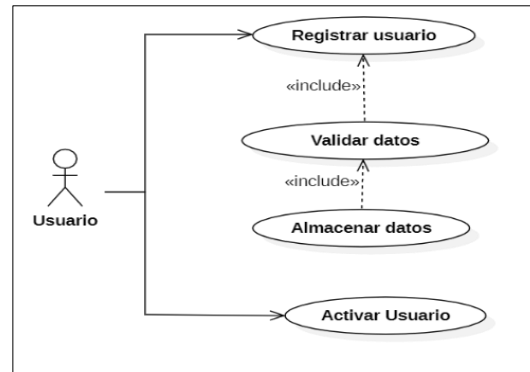 Registrar usuario
«include»
Validar datos
«include»
Usuario
Almacenar datos
Activar Usuario